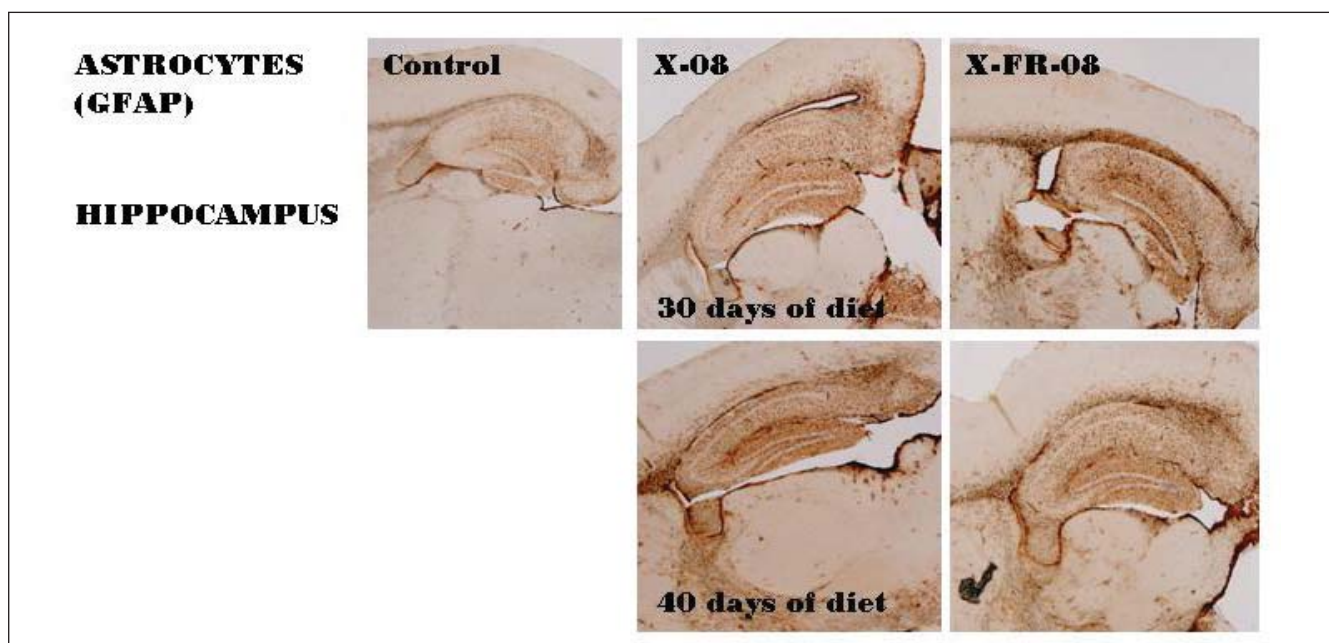 ASTROCYTES
(GFAP)
HIPPOCAMPUS
Control
X-08
X-FR-08
30 days of diet
40 days of diet